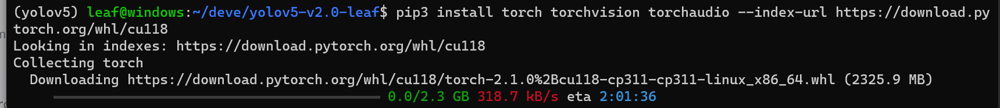 (yolov5) leaf@windows:~/deve/yolov5-v2.0-leaf$ pip3 install torch torchvision torchaudio --index-url https://download.py
torch.org/whl/cu118
Looking in indexes: https://download.pytorch.org/whl/cu118
Collecting torch
Downloading https://download.pytorch.org/whl/cu118/torch-2.1.0%2Bcu118-cp311-cp311-linux_x86_64.whl (2325.9 MB)
0.0/2.3 GB 318.7 kB/s eta 2:01:36